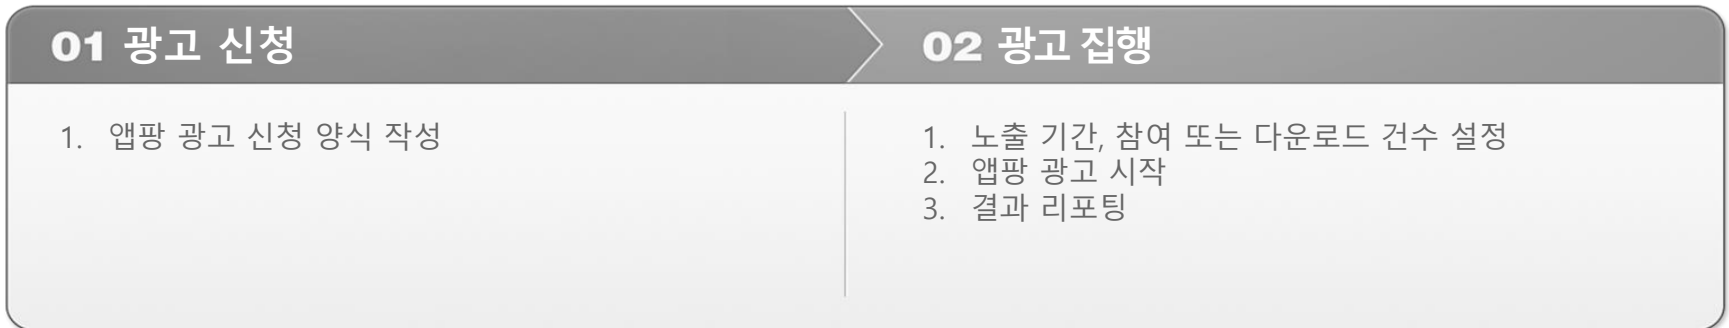 01 광고 신청
1. 앱팡 광고 신청 양식 작성
02 광고 집행
1. 노출 기간, 참여 또는 다운로드 건수 설정
2. 앱팡 광고 시작
3. 결과 리포팅